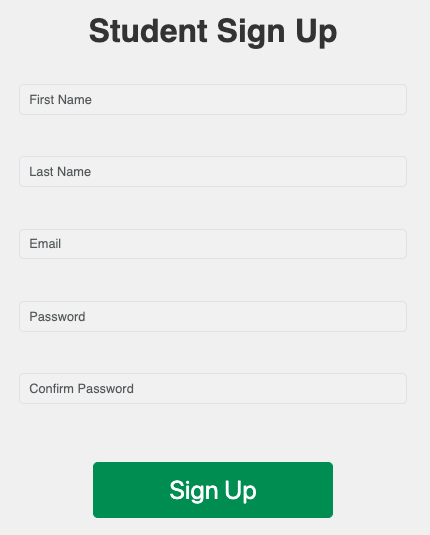 Student Sign Up
First Name
Last Name
Email
Password
Confirm Password
Sign Up